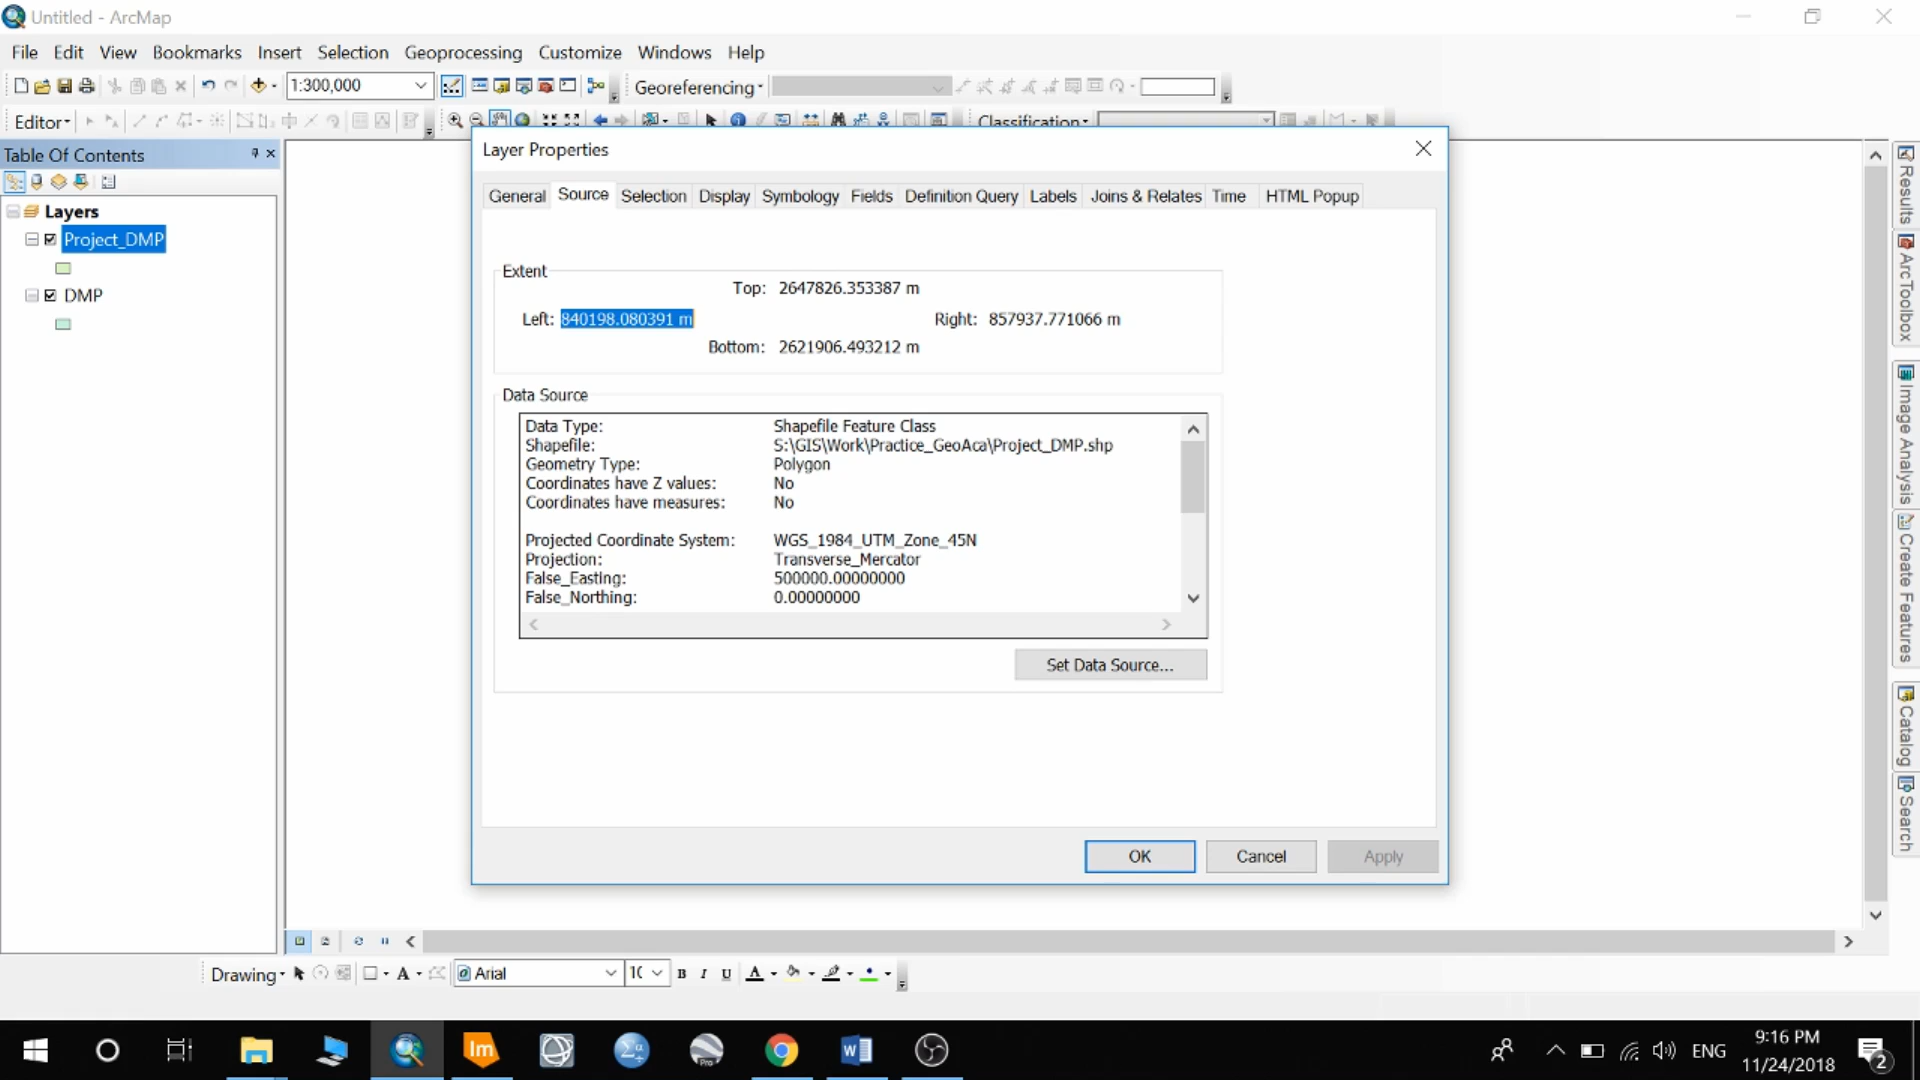 Untitled - ArcMap
File Edit View Bookmarks Insert Selection Geoprocessing Customize Windows Help
1:300,000 Georeferencing
Editor Classification
Table Of Contents
Layers
Project_DMP
DMP
Layer Properties
General Source Selection Display Symbology Fields Definition Query Labels Joins & Relates Time HTML Popup
Extent
Top: 2647826.353387 m
Left: 840198.080391 m Right: 857937.771066 m
Bottom: 2621906.493212 m
Data Source
Data Type: Shapefile Feature Class
Shapefile: S:\GIS\Work\Practice_GeoAca\Project_DMP.shp
Geometry Type: Polygon
Coordinates have Z values: No
Coordinates have measures: No
Projected Coordinate System: WGS_1984_UTM_Zone_45N
Projection: Transverse_Mercator
False_Easting: 500000.00000000
False_Northing: 0.00000000
Set Data Source...
OK Cancel Apply
Results
ArcToolbox
Image Analysis
Create Features
Catalog
Search
Drawing A Arial 10 B I U A
Im Σα Pro W ENG 9:16 PM
11/24/2018 2